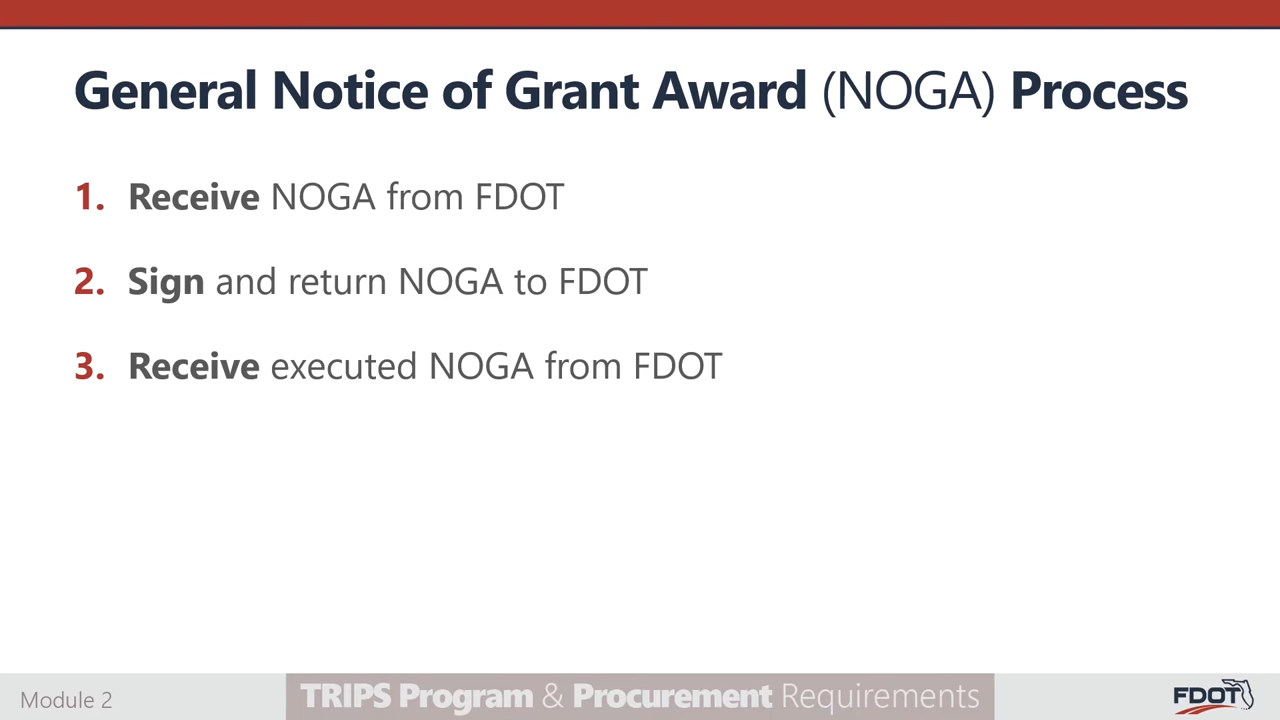 General Notice of Grant Award (NOGA) Process
1. Receive NOGA from FDOT
2. Sign and return NOGA to FDOT
3. Receive executed NOGA from FDOT
Module 2
TRIPS Program & Procurement Requirements
FDOT